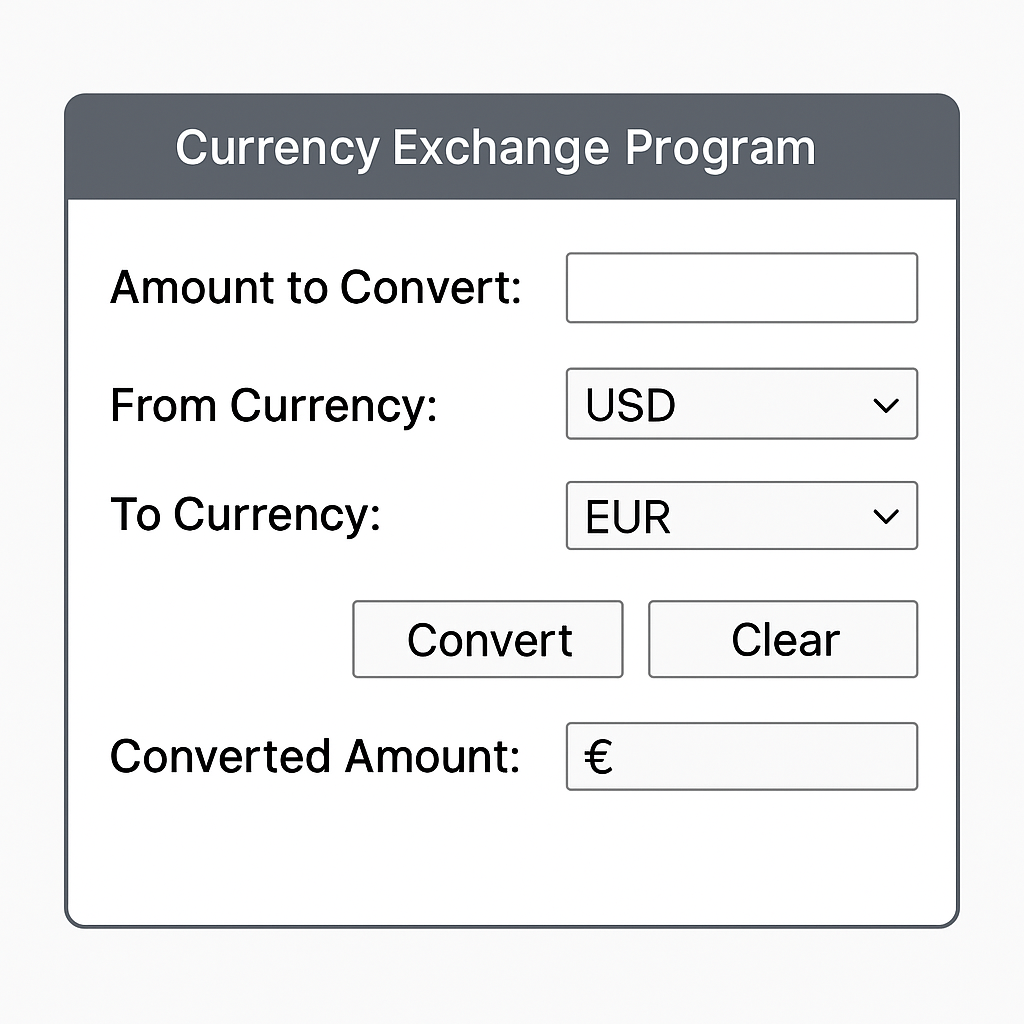 Currency Exchange Program
Amount to Convert:
From Currency: USD
To Currency: EUR
Convert Clear
Converted Amount: €